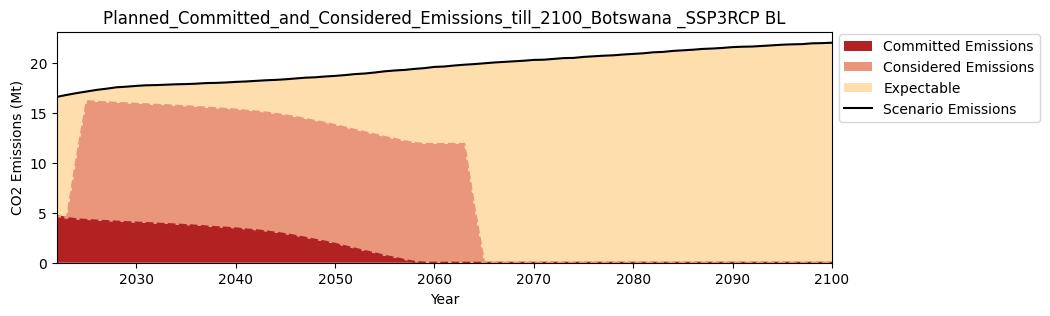 Planned_Committed_and_Considered_Emissions_till_2100_Botswana _SSP3RCP BL
CO2 Emissions (Mt)
20
15
10
5
0
2030 2040 2050 2060 2070 2080 2090 2100
Year
Committed Emissions
Considered Emissions
Expectable
Scenario Emissions